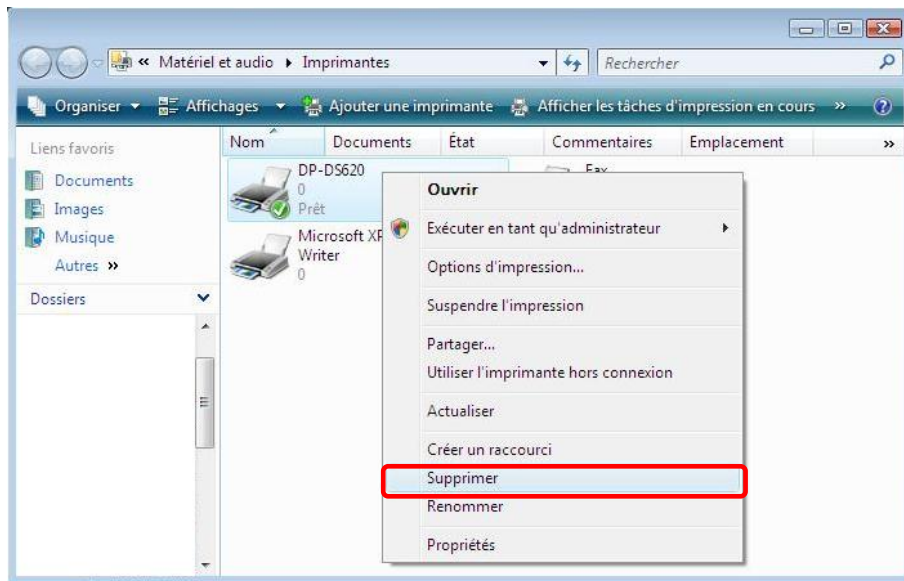 « Matériel et audio Imprimantes
Rechercher
Organiser Affichages Ajouter une imprimante Afficher les tâches d'impression en cours »
Liens favoris
Documents
Images
Musique
Autres »
Dossiers
Nom Documents État Commentaires Emplacement »
DP-DS620
0
Prêt
Microsoft XP
Writer
0
Fax
Ouvrir
Exécuter en tant qu'administrateur
Options d'impression...
Suspendre l'impression
Partager...
Utiliser l'imprimante hors connexion
Actualiser
Créer un raccourci
Supprimer
Renommer
Propriétés